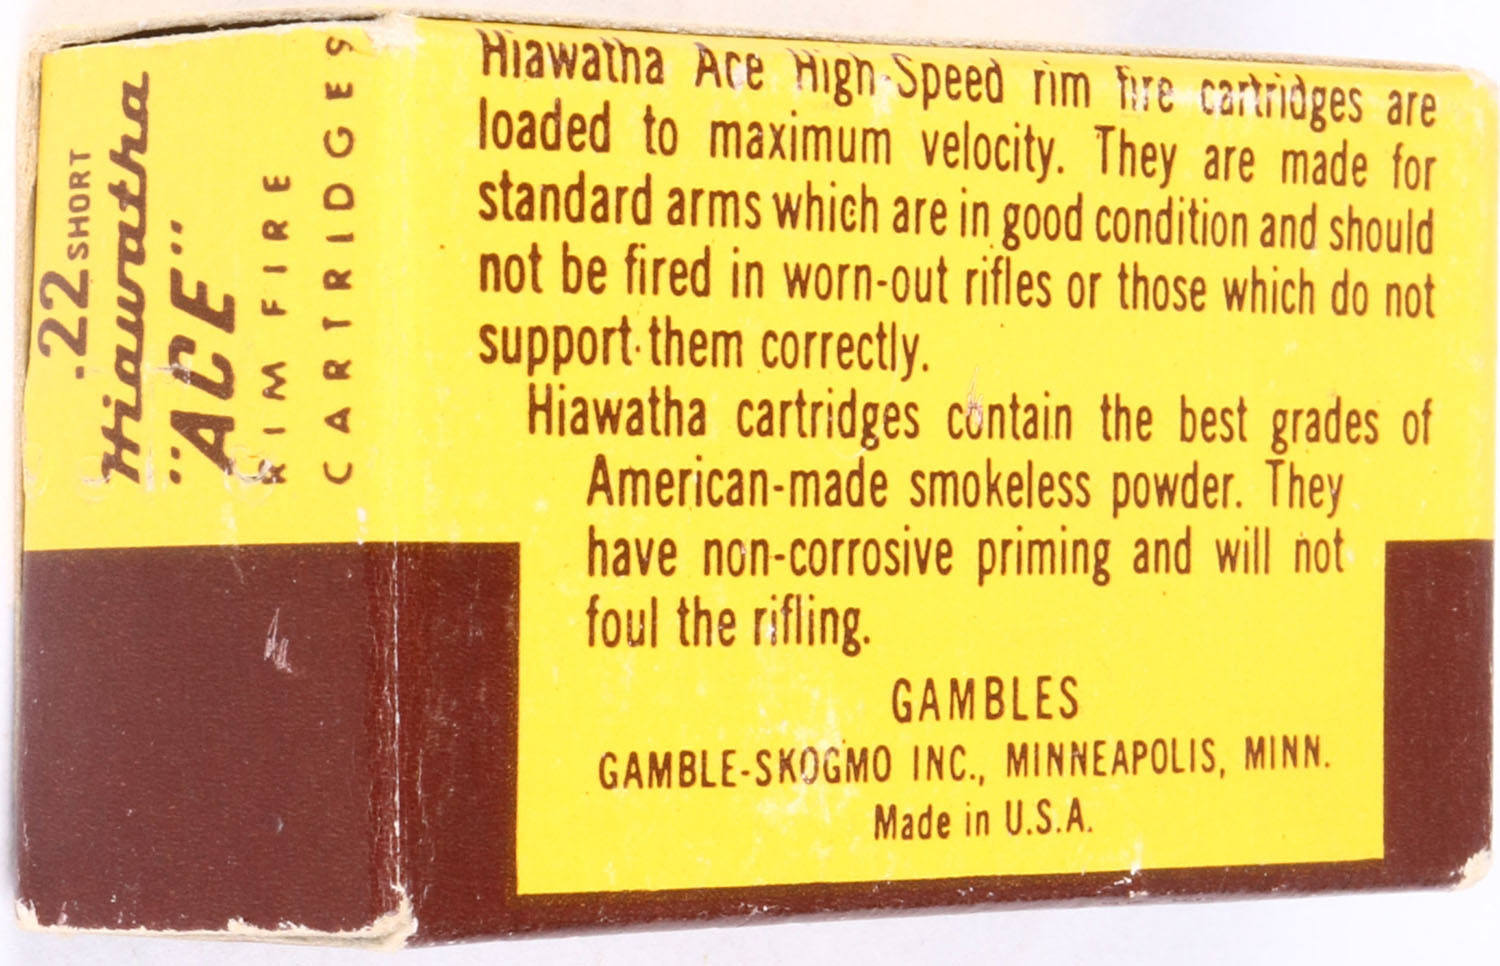 .22 SHORT
Hiawatha
"ACE"
RIM FIRE
CARTRIDGES
Hiawatha Ace High-Speed rim fire cartridges are
loaded to maximum velocity. They are made for
standard arms which are in good condition and should
not be fired in worn-out rifles or those which do not
support them correctly.
Hiawatha cartridges contain the best grades of
American-made smokeless powder. They
have non-corrosive priming and will not
foul the rifling.
GAMBLES
GAMBLE-SKOGMO INC., MINNEAPOLIS, MINN.
Made in U.S.A.